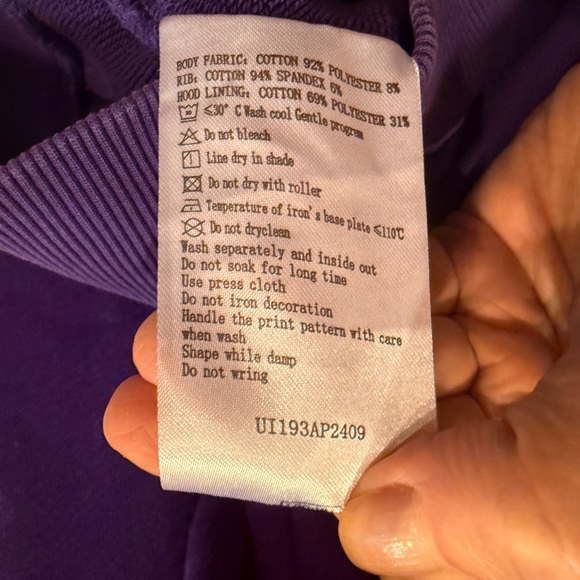 BODY FABRIC: COTTON 92% POLYESTER 8%
RIB: COTTON 94% SPANDEX 6%
HOOD LINING: COTTON 69% POLYESTER 31%
≤30° C Wash cool Gentle program
Do not bleach
Line dry in shade
Do not dry with roller
Temperature of iron's base plate ≤110℃
Do not dryclean
Wash separately and inside out
Do not soak for long time
Use press cloth
Do not iron decoration
Handle the print pattern with care
when wash
Shape while damp
Do not wring
UI193AP2409